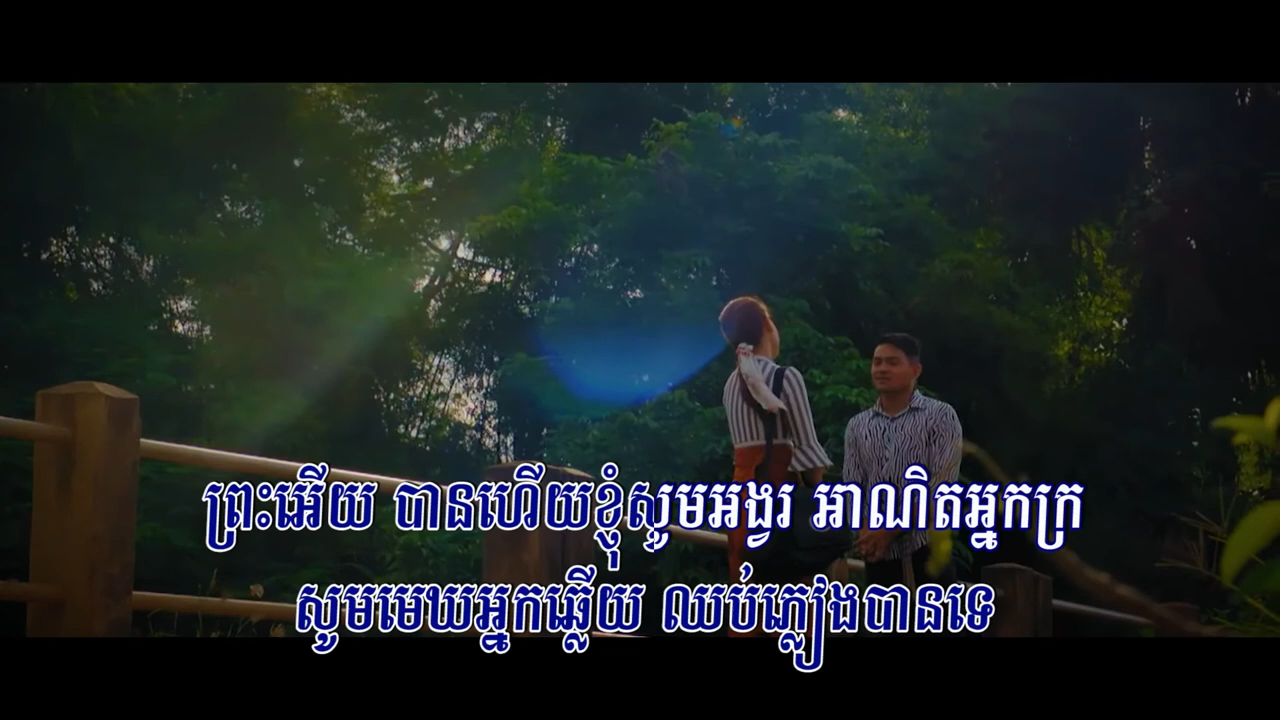 ព្រះអើយ បានហើយខ្ញុំសូមអង្វរ អាណិតអ្នកក្រ
សូមមេឃអ្នកឆ្លើយ ឈប់ភ្លៀងបានទេ